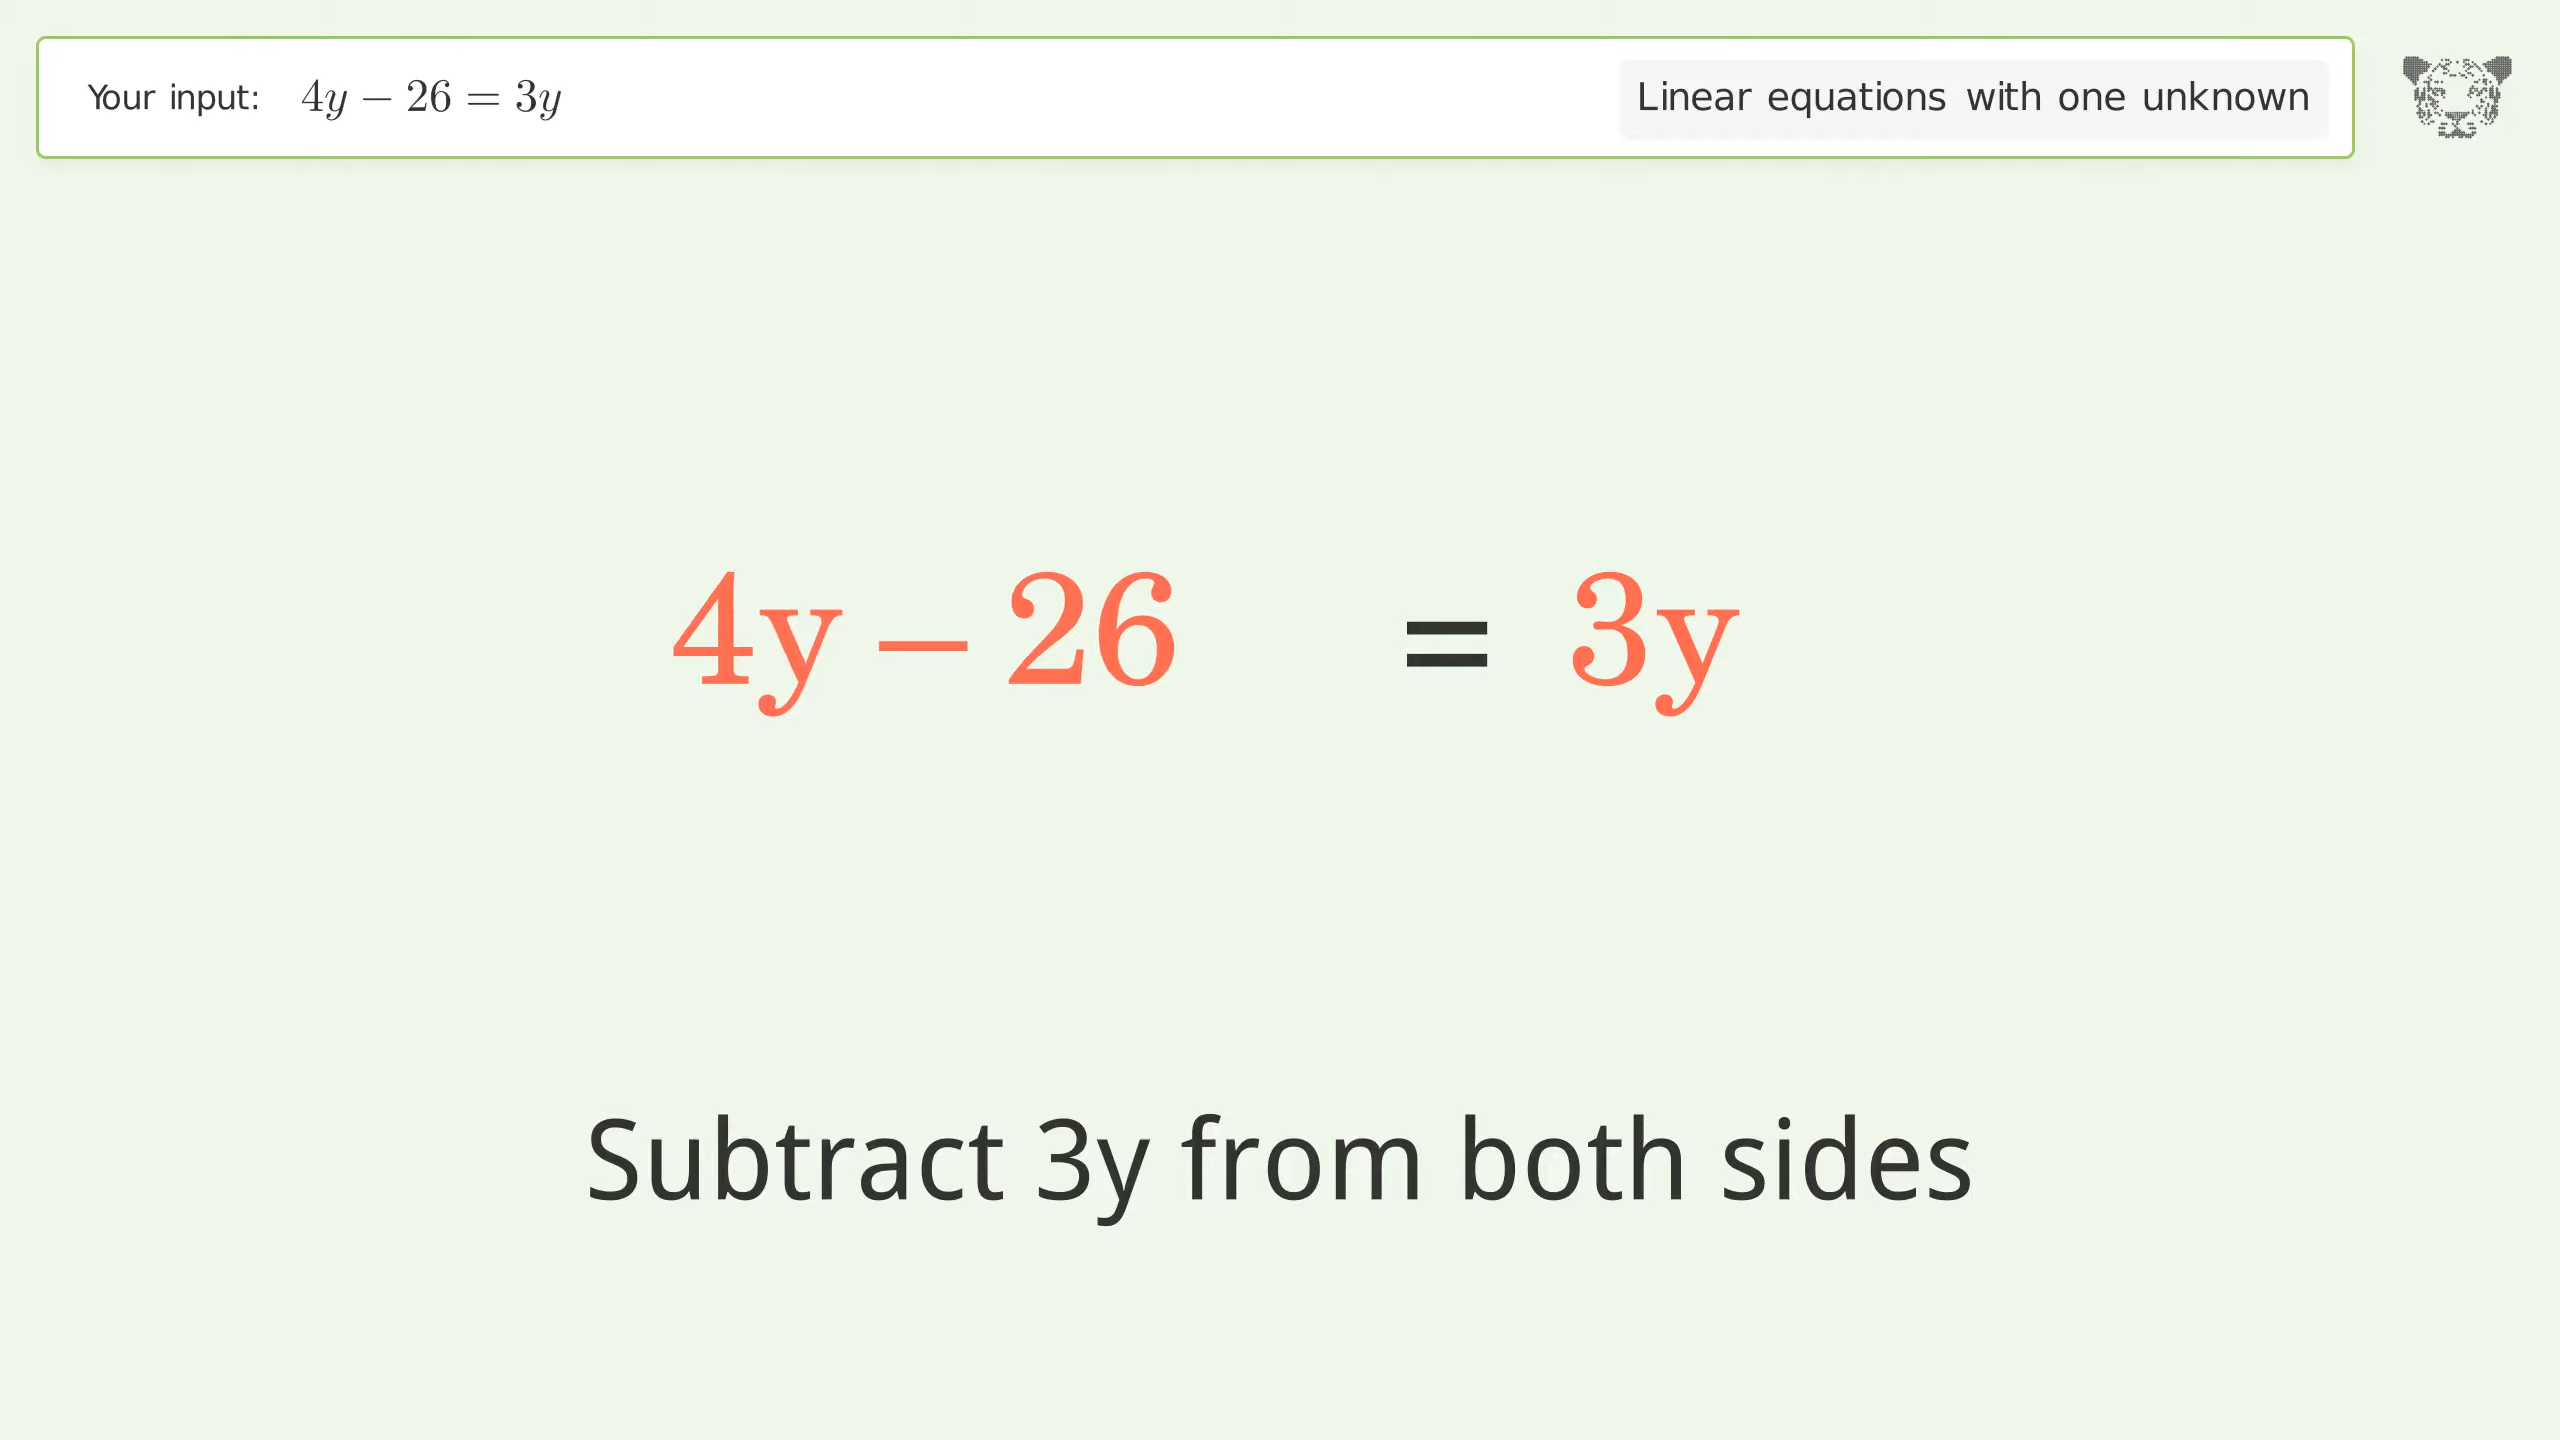 Your input: 4y − 26 = 3y
Linear equations with one unknown
4y − 26 = 3y
Subtract 3y from both sides